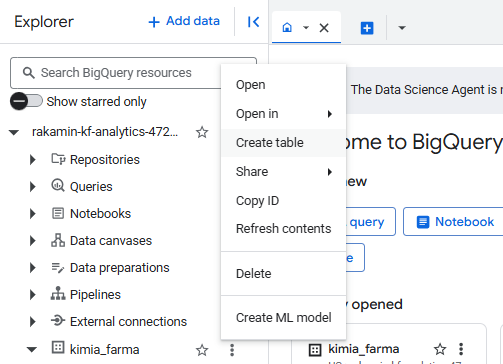 Explorer
+ Add data
Search BigQuery resources
Show starred only
The Data Science Agent is
rakamin-kf-analytics-472...
Repositories
Queries
Notebooks
Data canvases
Data preparations
Pipelines
External connections
kimia_farma
Open
Open in
Create table
Share
Copy ID
Refresh contents
Delete
Create ML model
ome to BigQuery
query
Notebook
opened
kimia_farma